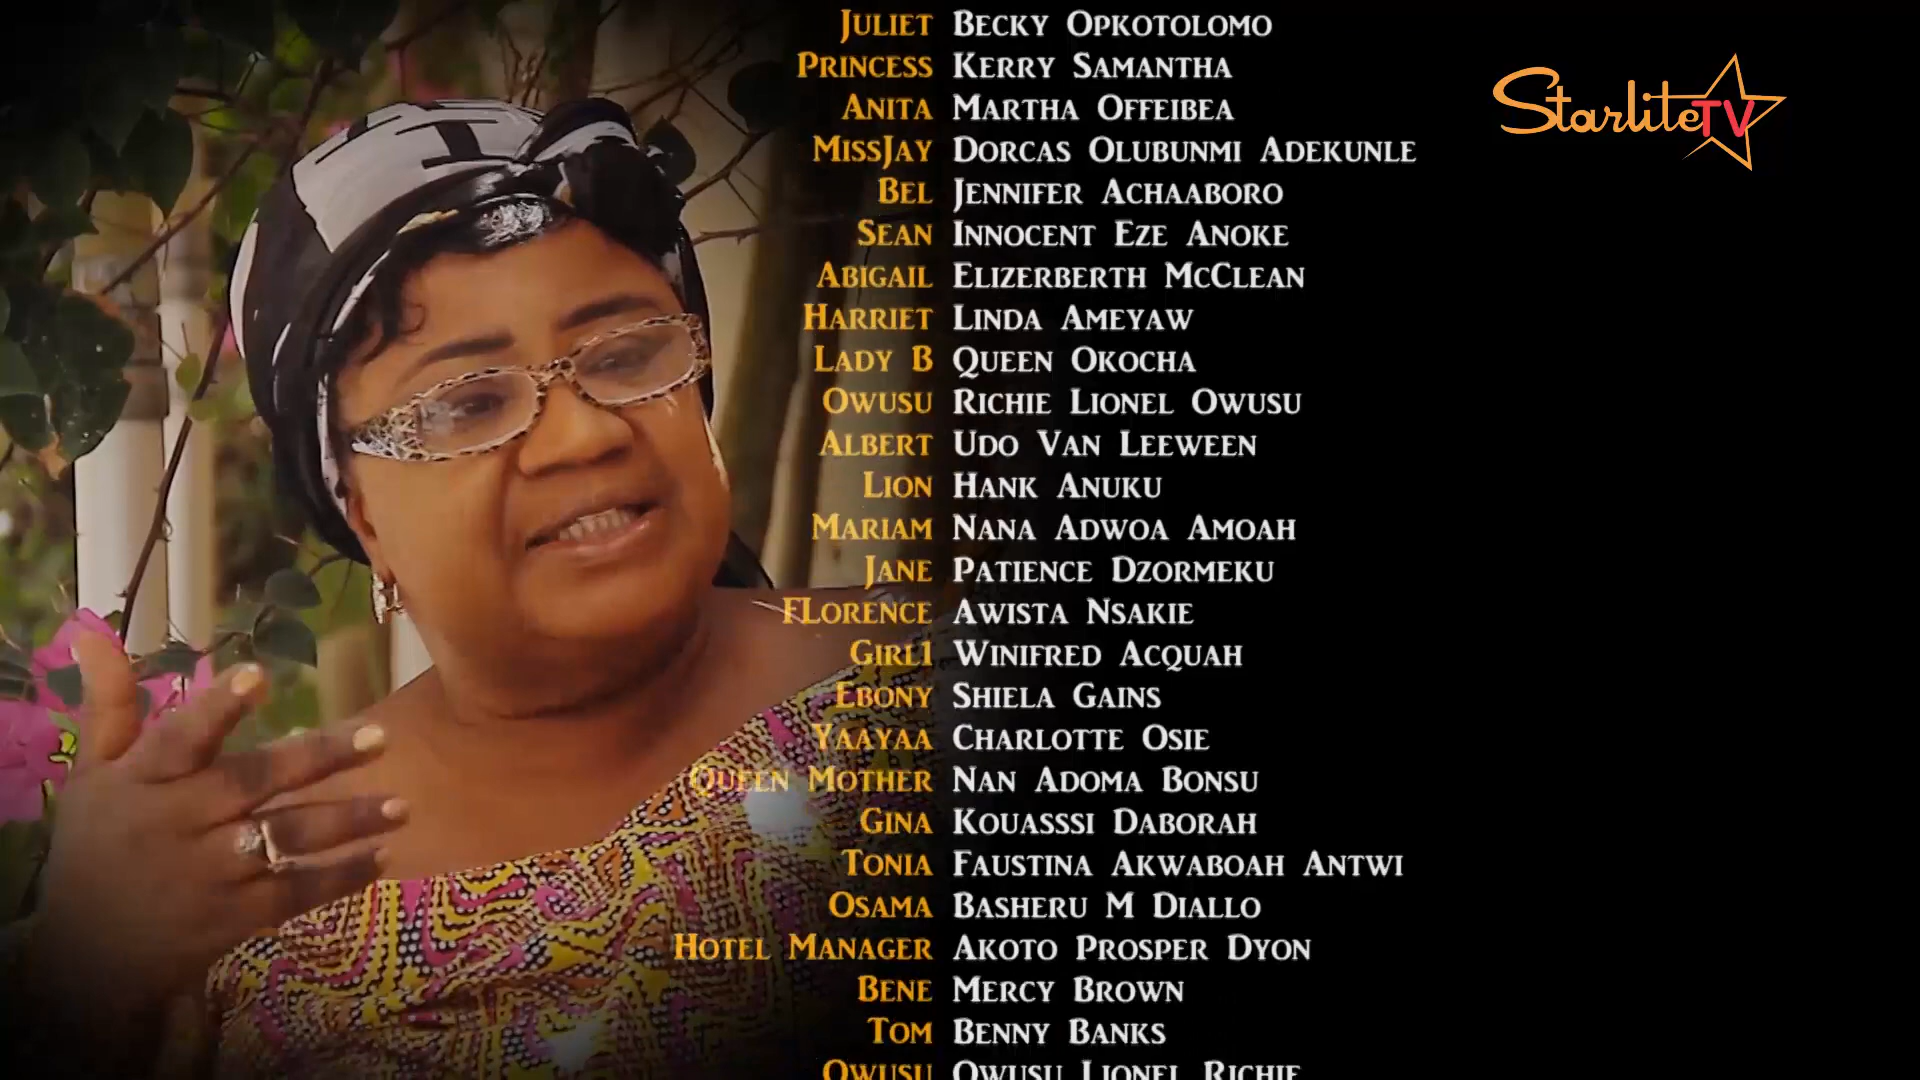 Juliet Becky Opkotolomo
Princess Kerry Samantha
Anita Martha Offeibea
MissJay Dorcas Olubunmi Adekunle
Bel Jennifer Achaaboro
Sean Innocent Eze Anoke
Abigail Elizerberth McClean
Harriet Linda Ameyaw
Lady B Queen Okocha
Owusu Richie Lionel Owusu
Albert Udo Van Leeween
Lion Hank Anuku
Mariam Nana Adwoa Amoah
Jane Patience Dzormeku
FLorence Awista Nsakie
Girl1 Winifred Acquah
Ebony Shiela Gains
Yaayaa Charlotte Osie
Queen Mother Nan Adoma Bonsu
Gina Kouasssi Daborah
Tonia Faustina Akwaboah Antwi
Osama Basheru M Diallo
Hotel Manager Akoto Prosper Dyon
Bene Mercy Brown
Tom Benny Banks
Owusu Owusu Lionel Richie
StarliteTV